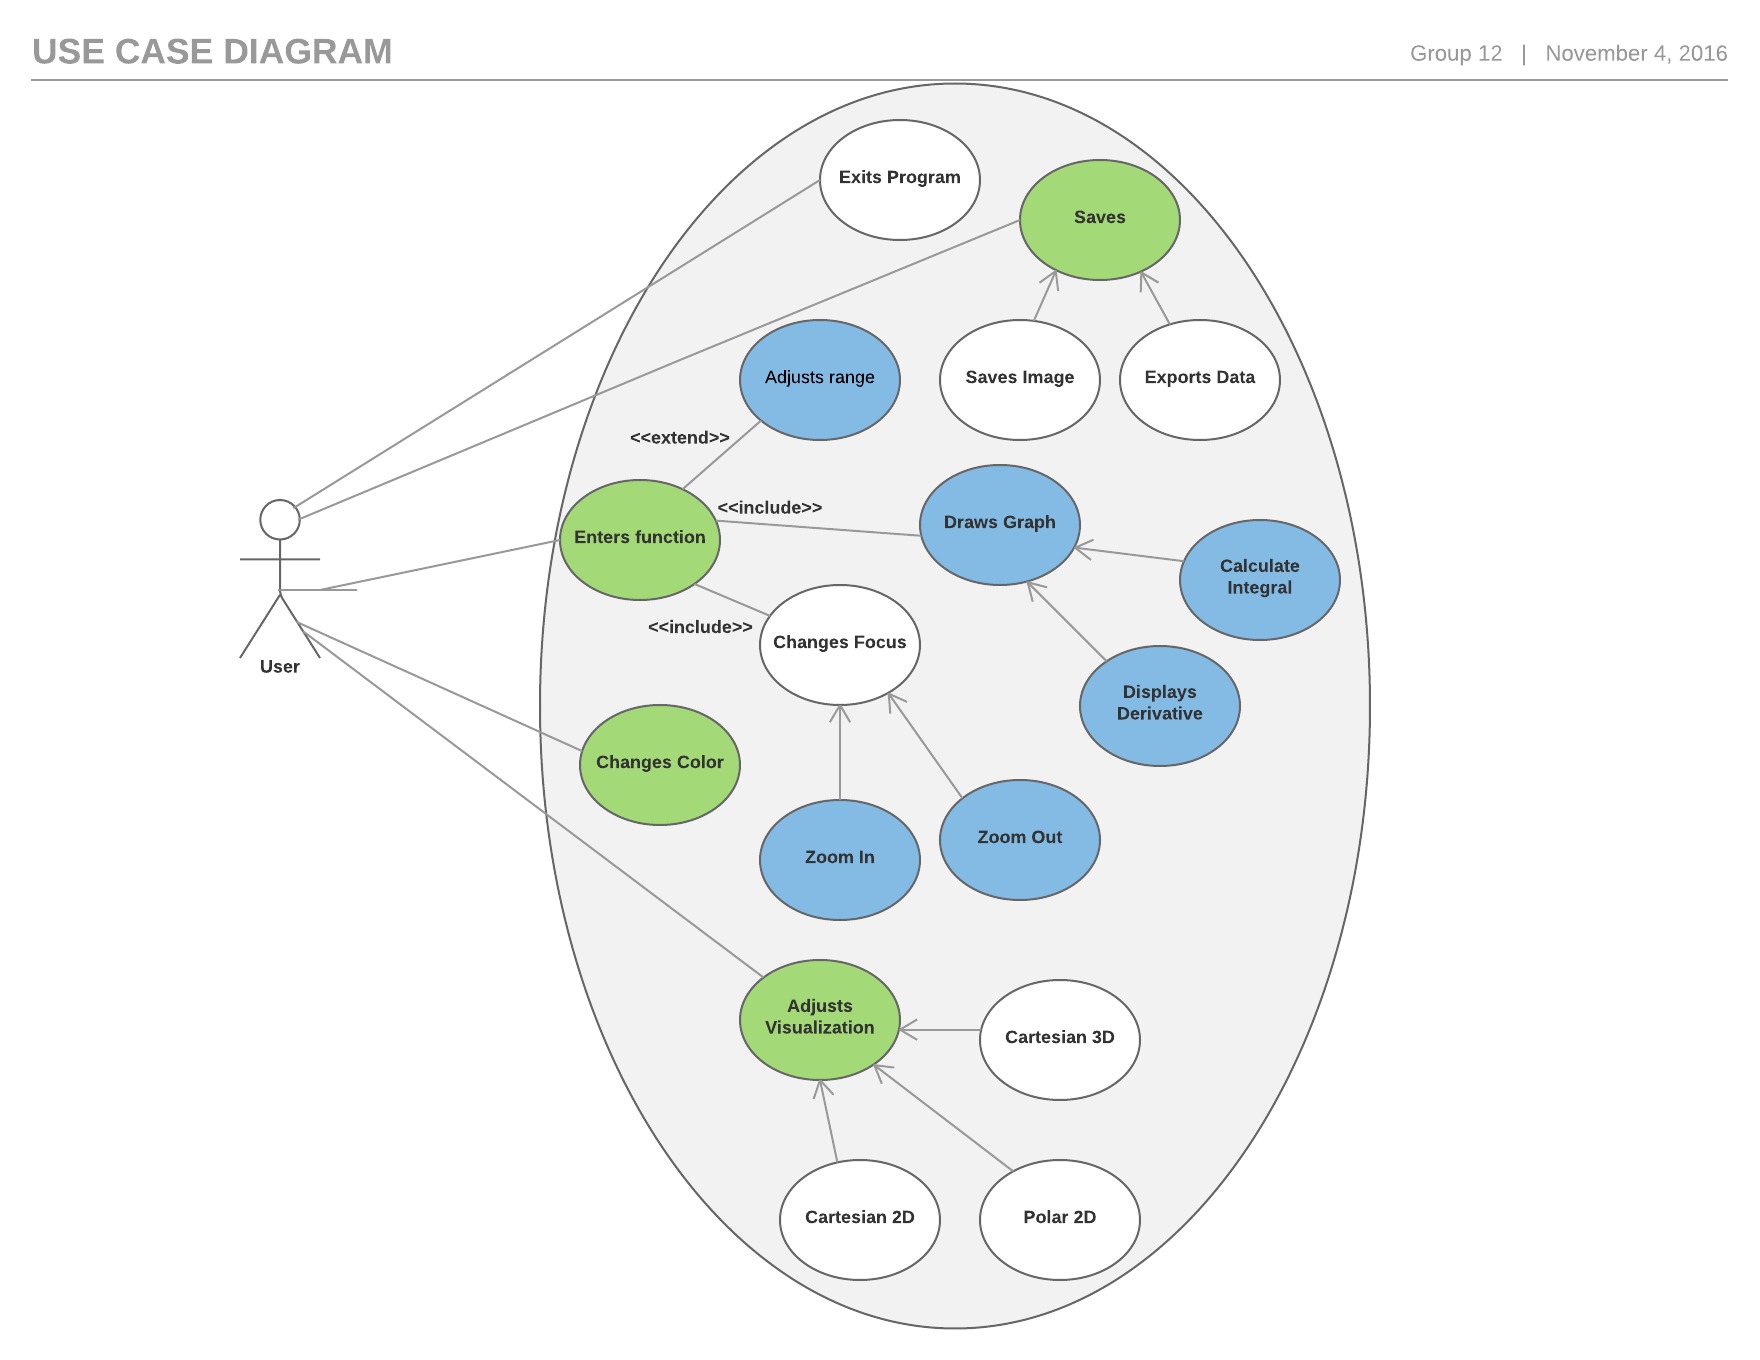 USE CASE DIAGRAM
Group 12 | November 4, 2016
Exits Program
Saves
Adjusts range
Saves Image
Exports Data
<<extend>>
<<include>>
Enters function
Draws Graph
Calculate
Integral
<<include>>
Changes Focus
User
Displays
Derivative
Changes Color
Zoom In
Zoom Out
Adjusts
Visualization
Cartesian 3D
Cartesian 2D
Polar 2D